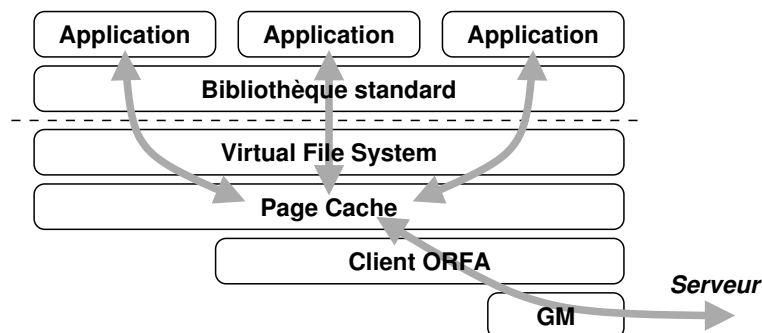 Application Application Application
Bibliothèque standard
Virtual File System
Page Cache
Client ORFA
Serveur
GM